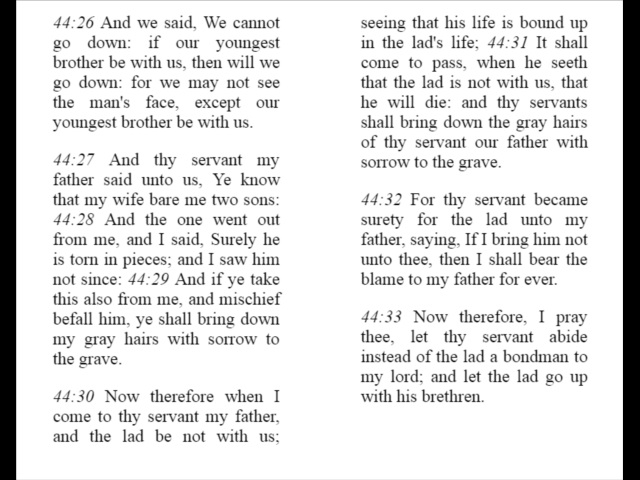 44:26 And we said, We cannot
go down: if our youngest
brother be with us, then will we
go down: for we may not see
the man's face, except our
youngest brother be with us.
44:27 And thy servant my
father said unto us, Ye know
that my wife bare me two sons:
44:28 And the one went out
from me, and I said, Surely he
is torn in pieces; and I saw him
not since: 44:29 And if ye take
this also from me, and mischief
befall him, ye shall bring down
my gray hairs with sorrow to
the grave.
44:30 Now therefore when I
come to thy servant my father,
and the lad be not with us;
seeing that his life is bound up
in the lad's life; 44:31 It shall
come to pass, when he seeth
that the lad is not with us, that
he will die: and thy servants
shall bring down the gray hairs
of thy servant our father with
sorrow to the grave.
44:32 For thy servant became
surety for the lad unto my
father, saying, If I bring him not
unto thee, then I shall bear the
blame to my father for ever.
44:33 Now therefore, I pray
thee, let thy servant abide
instead of the lad a bondman to
my lord; and let the lad go up
with his brethren.